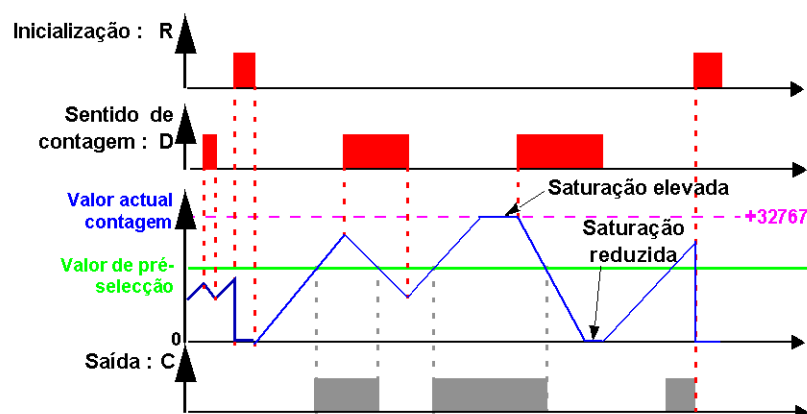 Inicialização : R
Sentido de
contagem : D
Valor actual
contagem
Saturação elevada
+32767
Saturação
reduzida
Valor de pré-
selecção
0
Saída : C